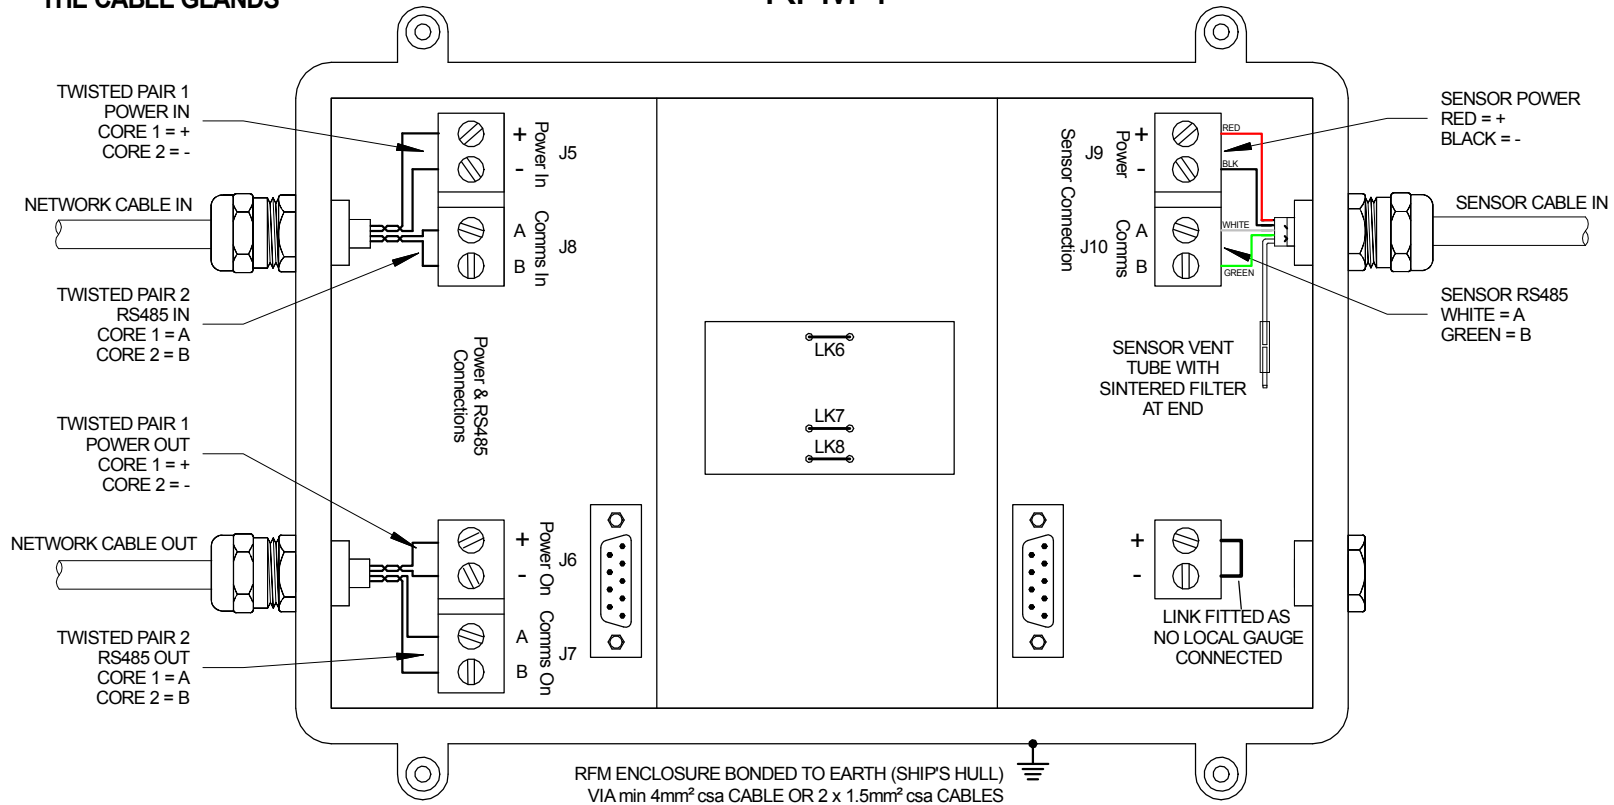 THE CABLE GLANDS
TWISTED PAIR 1
POWER IN
CORE 1 = +
CORE 2 = -
NETWORK CABLE IN
TWISTED PAIR 2
RS485 IN
CORE 1 = A
CORE 2 = B
TWISTED PAIR 1
POWER OUT
CORE 1 = +
CORE 2 = -
NETWORK CABLE OUT
TWISTED PAIR 2
RS485 OUT
CORE 1 = A
CORE 2 = B
+
-
Power In
J5
A
B
Comms In
J8
Power & RS485
Connections
+
-
Power On
J6
A
B
Comms On
J7
LK6
LK7
LK8
Sensor Connection
J9
Power
+
-
RED
BLK
J10
Comms
A
B
WHITE
GREEN
SENSOR VENT
TUBE WITH
SINTERED FILTER
AT END
+
-
LINK FITTED AS
NO LOCAL GAUGE
CONNECTED
SENSOR POWER
RED = +
BLACK = -
SENSOR CABLE IN
SENSOR RS485
WHITE = A
GREEN = B
RFM ENCLOSURE BONDED TO EARTH (SHIP'S HULL)
VIA min 4mm² csa CABLE OR 2 x 1.5mm² csa CABLES